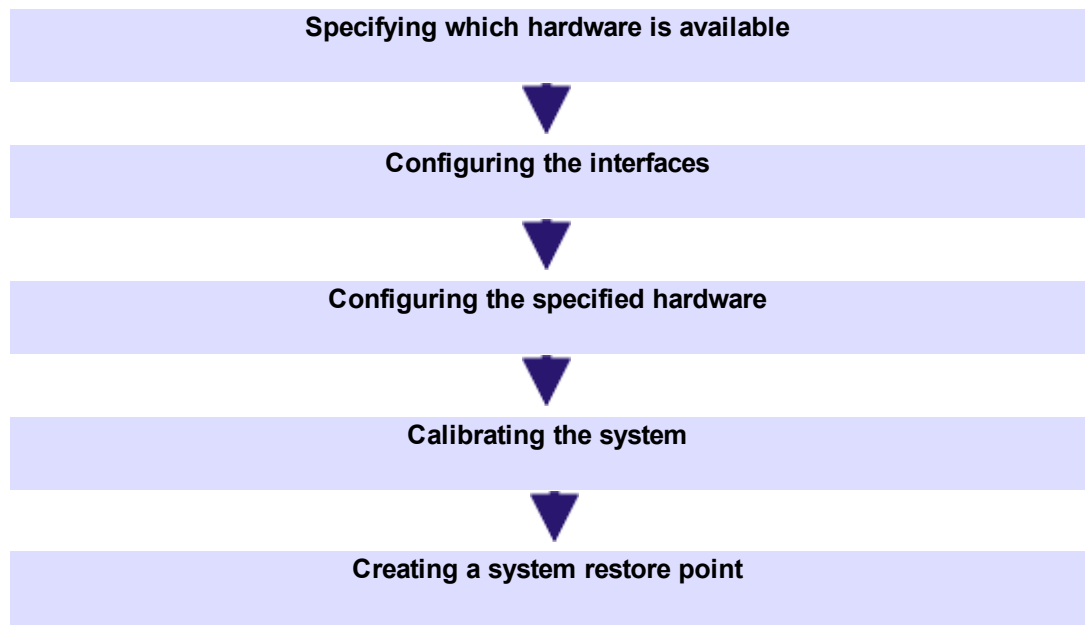 Specifying which hardware is available
Configuring the interfaces
Configuring the specified hardware
Calibrating the system
Creating a system restore point